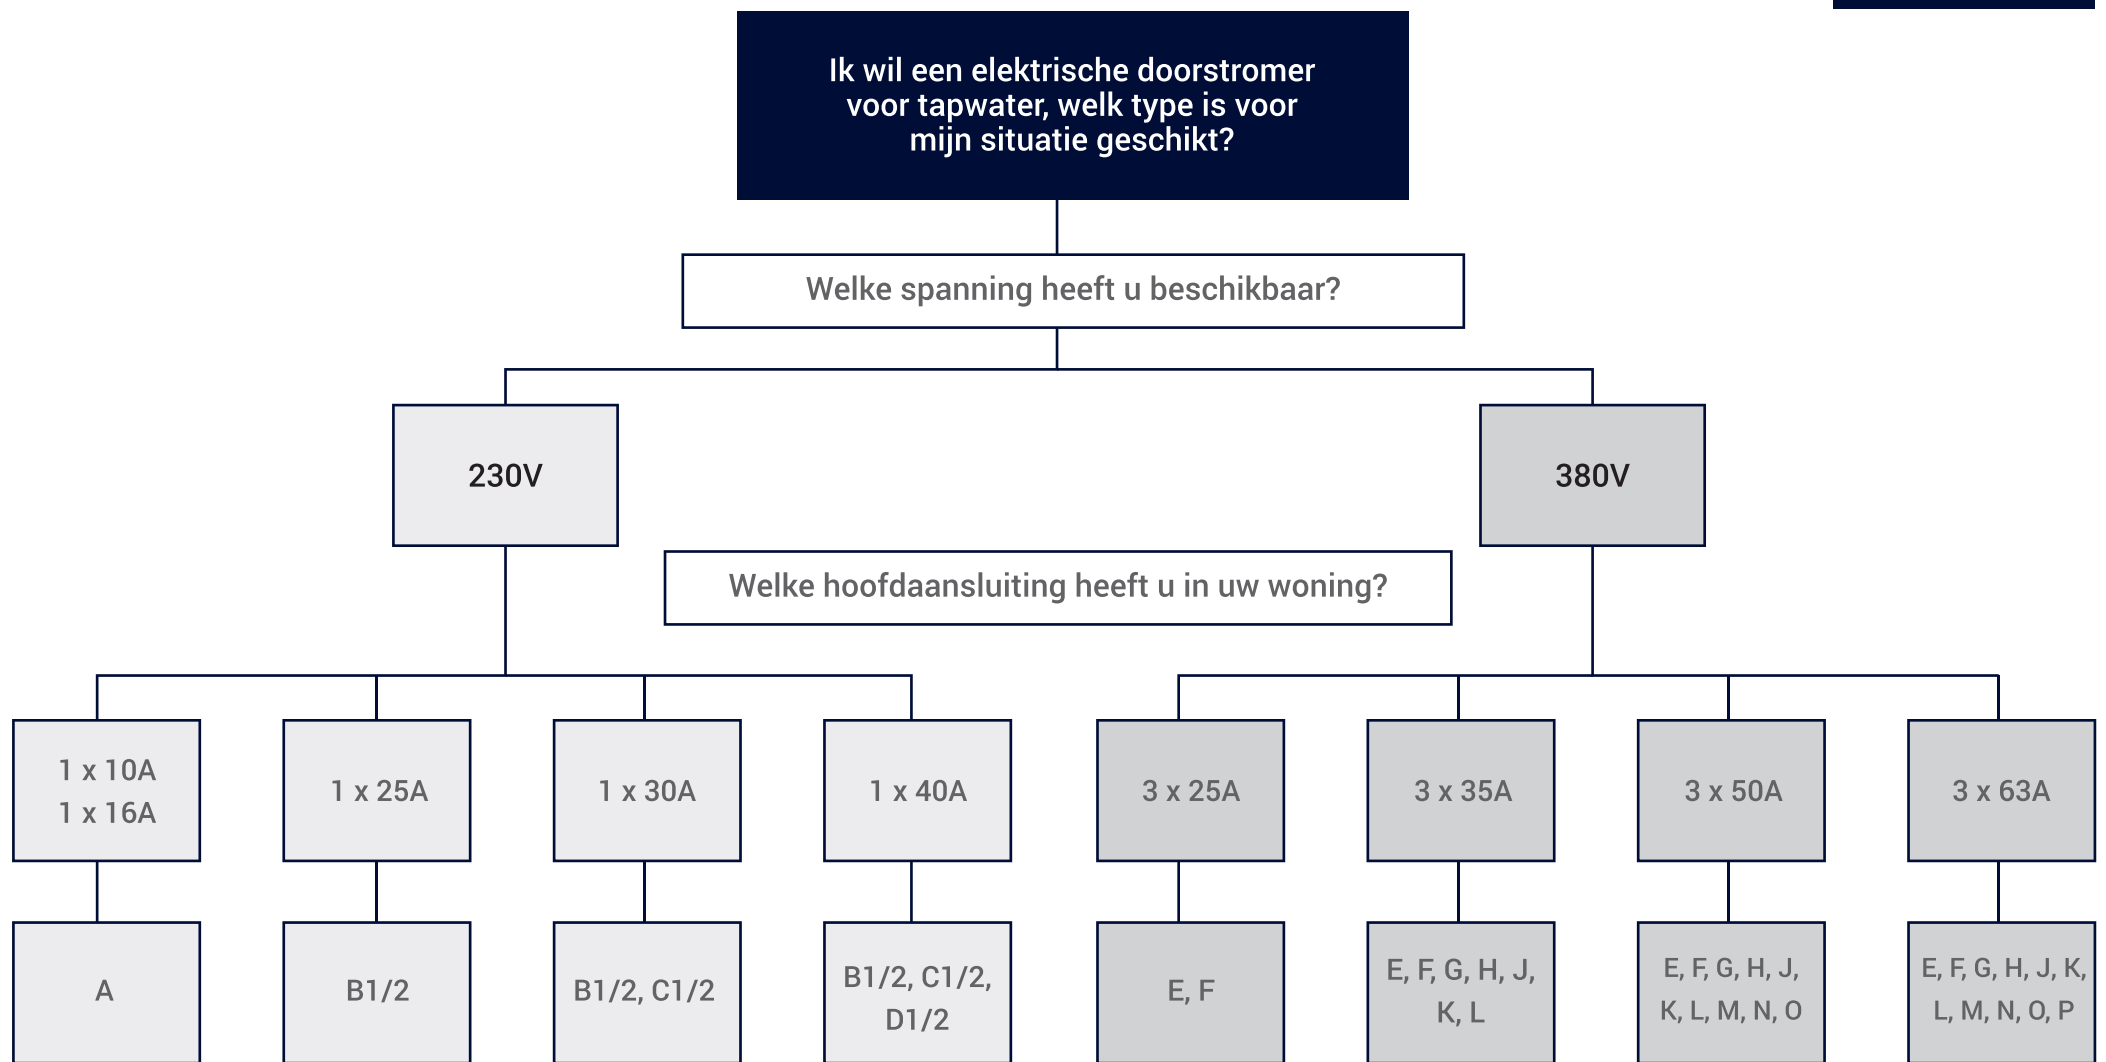 Ik wil een elektrische doorstromer
voor tapwater, welk type is voor
mijn situatie geschikt?
Welke spanning heeft u beschikbaar?
230V
380V
Welke hoofdaansluiting heeft u in uw woning?
1 x 10A
1 x 16A
1 x 25A
1 x 30A
1 x 40A
3 x 25A
3 x 35A
3 x 50A
3 x 63A
A
B1/2
B1/2, C1/2
B1/2, C1/2,
D1/2
E, F
E, F, G, H, J,
K, L
E, F, G, H, J,
K, L, M, N, O
E, F, G, H, J, K,
L, M, N, O, P